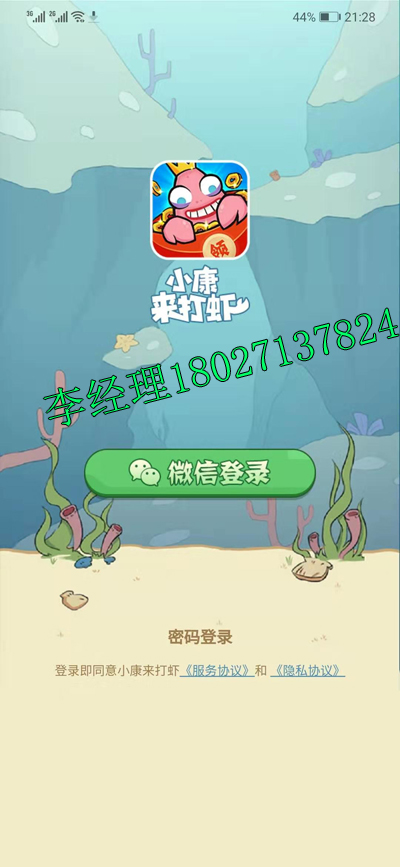 3G 2G 44% 21:28
领
小康
来打虾
李经理18027137824
微信登录
密码登录
登录即同意小康来打虾《服务协议》和 《隐私协议》